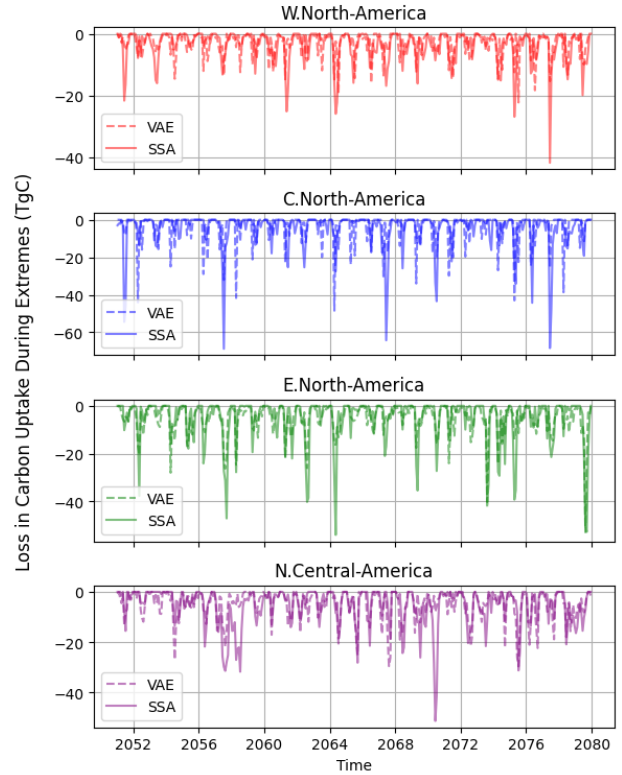 W.North-America
0
−20
−40
VAE
SSA
C.North-America
0
−20
−40
−60
VAE
SSA
E.North-America
0
−20
−40
VAE
SSA
N.Central-America
0
−20
−40
VAE
SSA
2052 2056 2060 2064 2068 2072 2076 2080
Time
Loss in Carbon Uptake During Extremes (TgC)